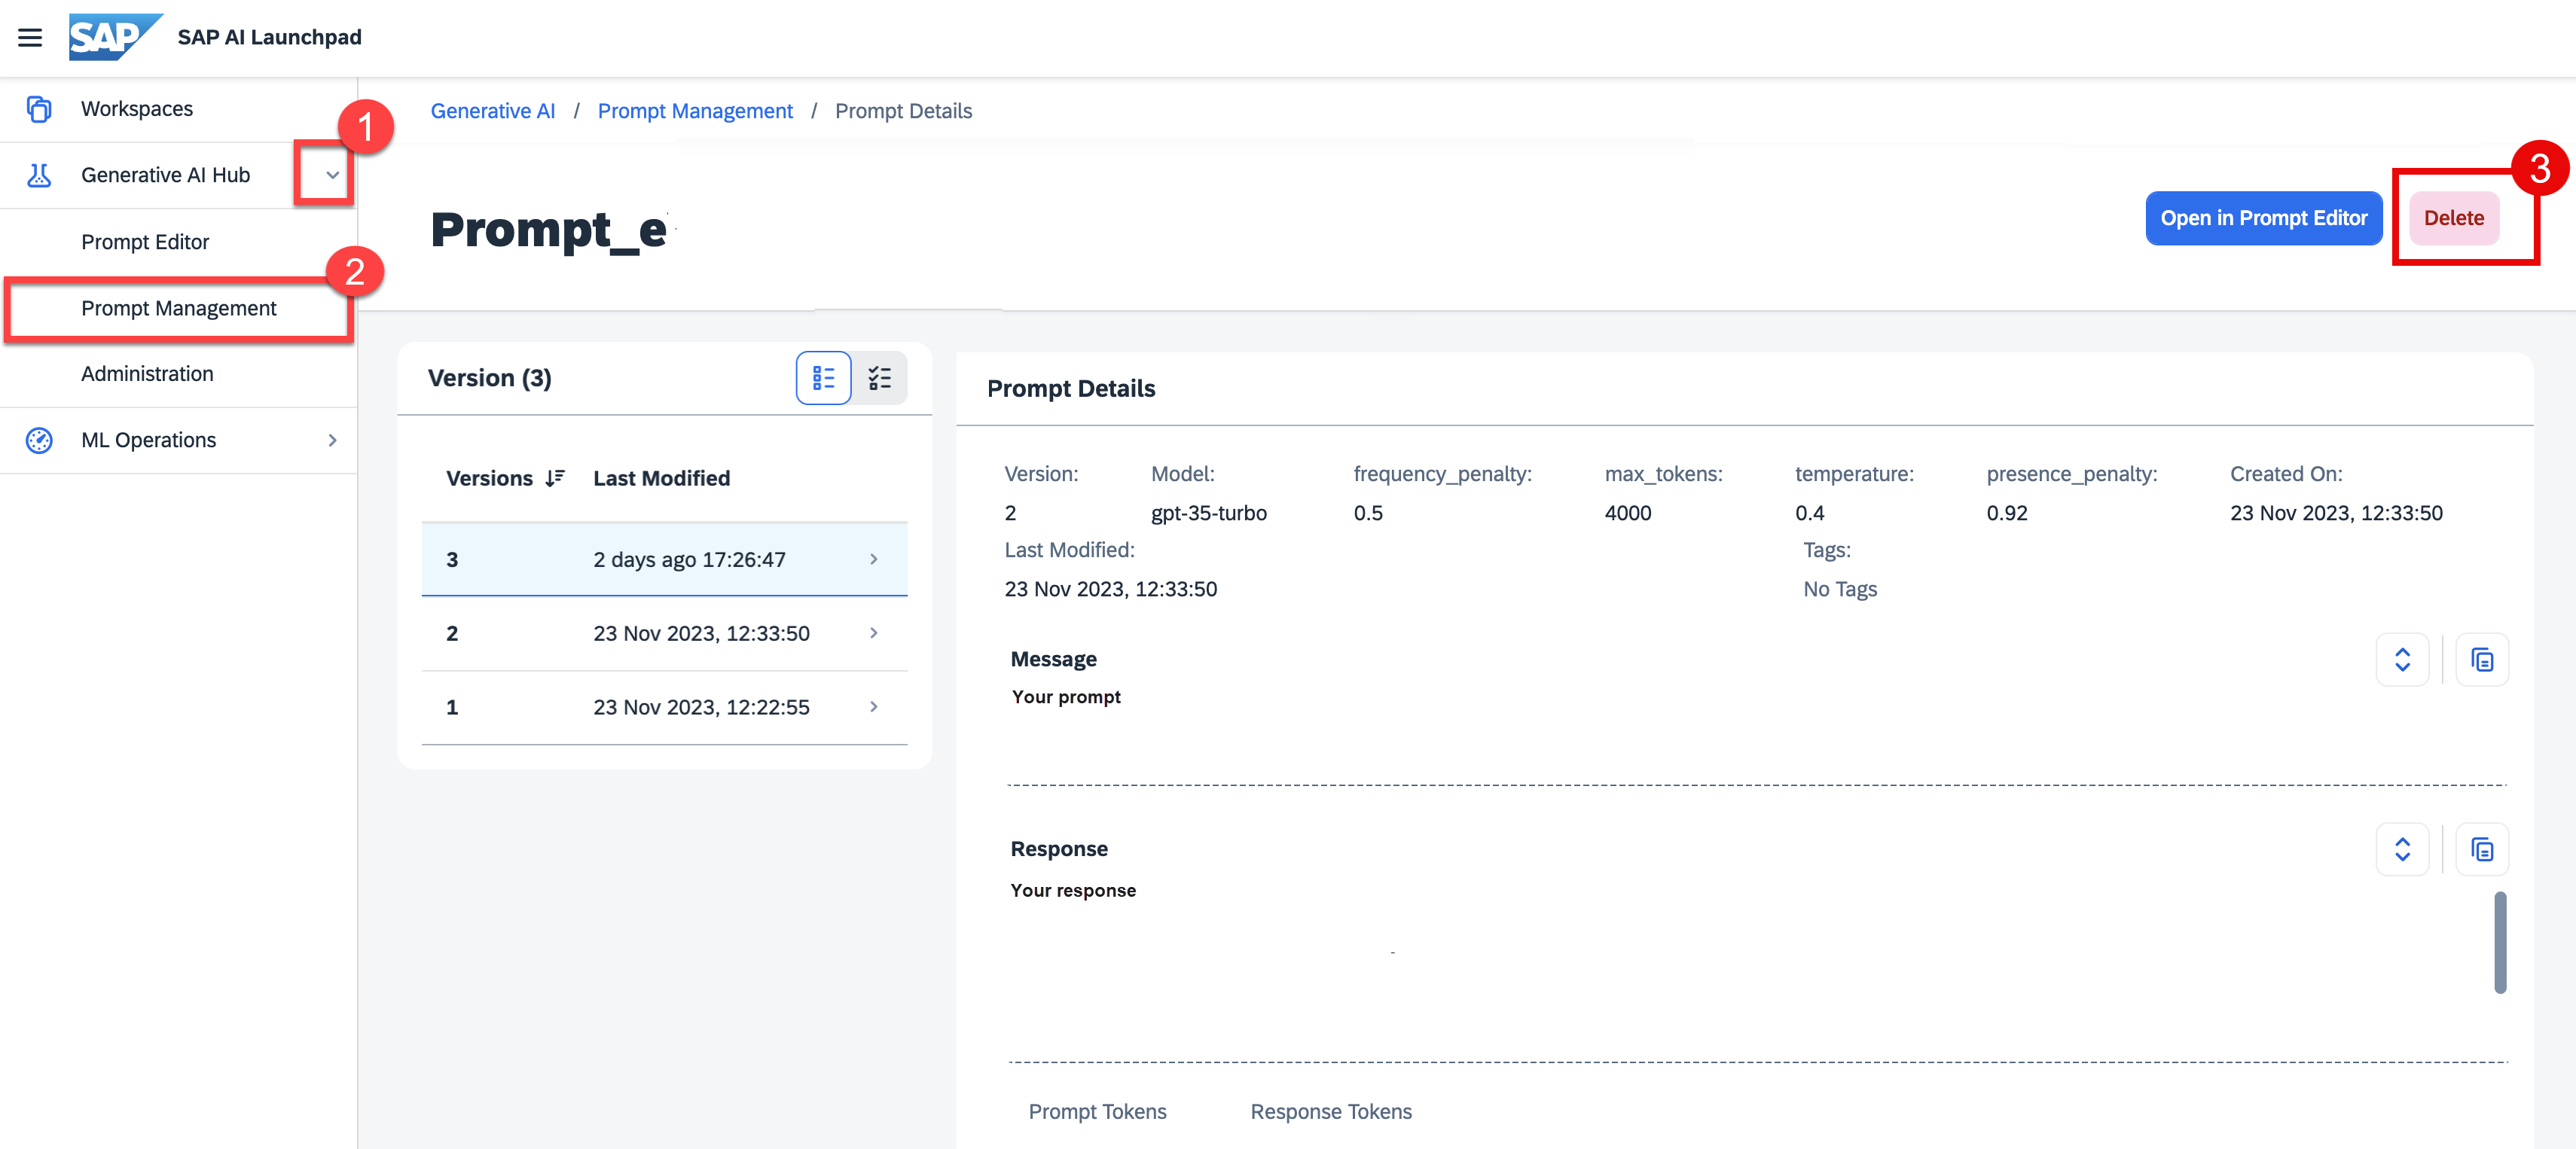 SAP SAP AI Launchpad
Workspaces
1
Generative AI Hub
Prompt Editor
2
Prompt Management
Administration
ML Operations
Generative AI / Prompt Management / Prompt Details
Prompt_e
Open in Prompt Editor
Delete
3
Version (3)
Versions Last Modified
3 2 days ago 17:26:47
2 23 Nov 2023, 12:33:50
1 23 Nov 2023, 12:22:55
Prompt Details
Version: Model: frequency_penalty: max_tokens: temperature: presence_penalty: Created On:
2 gpt-35-turbo 0.5 4000 0.4 0.92 23 Nov 2023, 12:33:50
Last Modified: Tags:
23 Nov 2023, 12:33:50 No Tags
Message
Your prompt
Response
Your response
Prompt Tokens Response Tokens